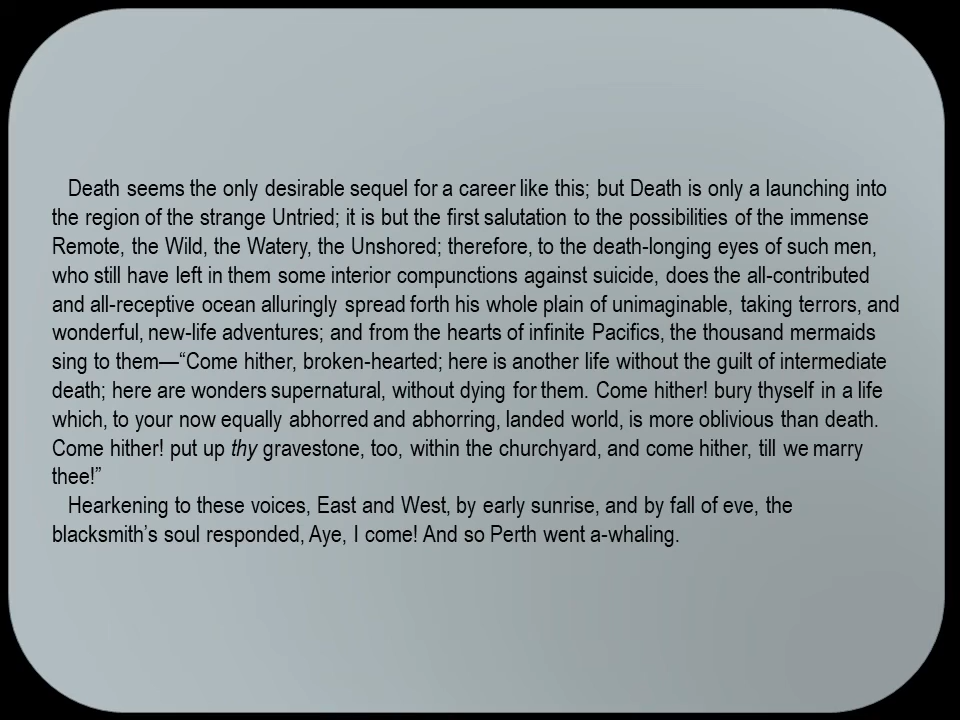 Death seems the only desirable sequel for a career like this; but Death is only a launching into
the region of the strange Untried; it is but the first salutation to the possibilities of the immense
Remote, the Wild, the Watery, the Unshored; therefore, to the death-longing eyes of such men,
who still have left in them some interior compunctions against suicide, does the all-contributed
and all-receptive ocean alluringly spread forth his whole plain of unimaginable, taking terrors, and
wonderful, new-life adventures; and from the hearts of infinite Pacifics, the thousand mermaids
sing to them—“Come hither, broken-hearted; here is another life without the guilt of intermediate
death; here are wonders supernatural, without dying for them. Come hither! bury thyself in a life
which, to your now equally abhorred and abhorring, landed world, is more oblivious than death.
Come hither! put up thy gravestone, too, within the churchyard, and come hither, till we marry
thee!”
Hearkening to these voices, East and West, by early sunrise, and by fall of eve, the
blacksmith’s soul responded, Aye, I come! And so Perth went a-whaling.